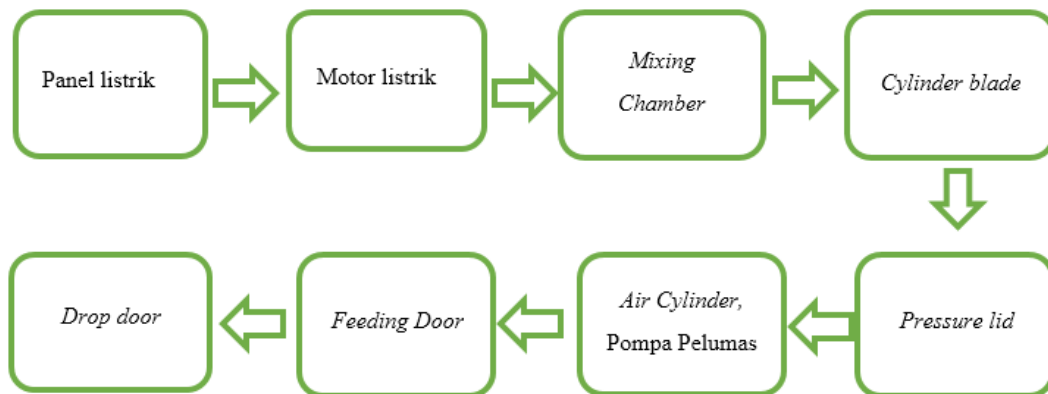 Panel listrik
Motor listrik
Mixing
Chamber
Cylinder blade
Pressure lid
Air Cylinder,
Pompa Pelumas
Feeding Door
Drop door